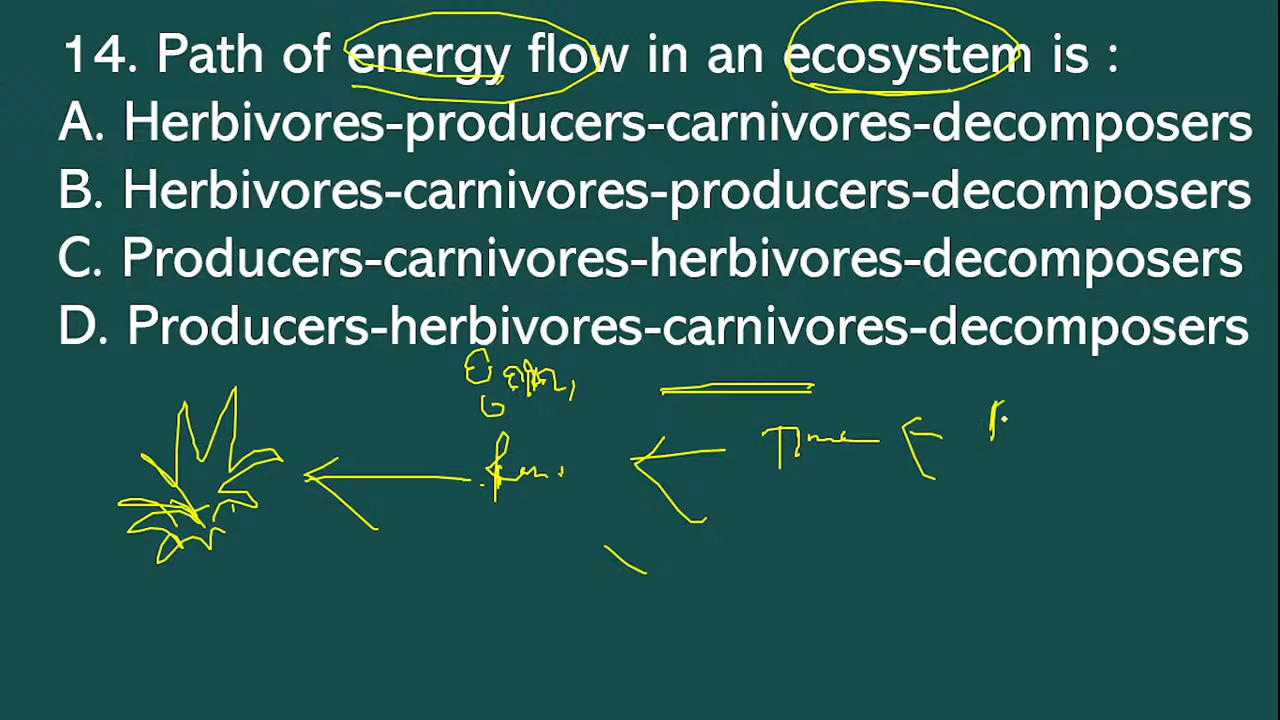 14. Path of energy flow in an ecosystem is :
A. Herbivores-producers-carnivores-decomposers
B. Herbivores-carnivores-producers-decomposers
C. Producers-carnivores-herbivores-decomposers
D. Producers-herbivores-carnivores-decomposers